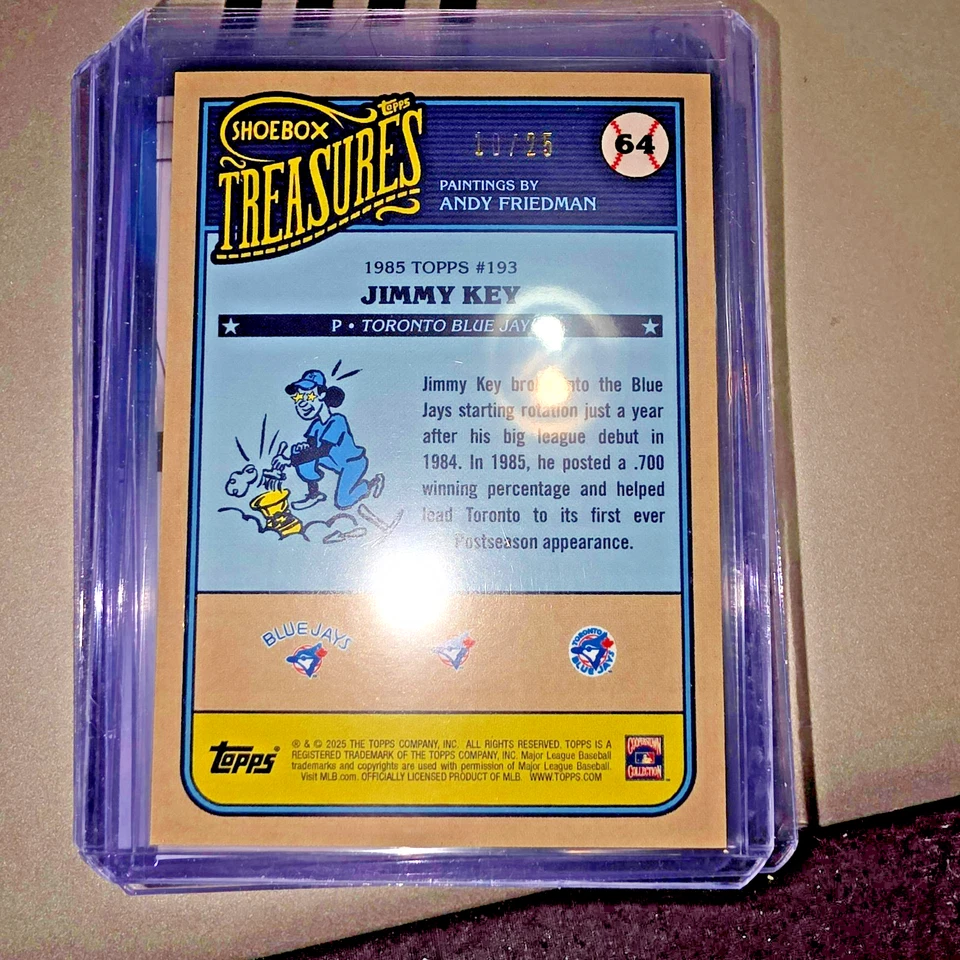 topps
SHOEBOX
TREASURES
10/25
64
PAINTINGS BY
ANDY FRIEDMAN
1985 TOPPS #193
JIMMY KEY
P • TORONTO BLUE JAYS
Jimmy Key broke into the Blue
Jays starting rotation just a year
after his big league debut in
1984. In 1985, he posted a .700
winning percentage and helped
lead Toronto to its first ever
Postseason appearance.
BLUE JAYS
TORONTO
BLUE JAYS
topps
® & © 2025 THE TOPPS COMPANY, INC. ALL RIGHTS RESERVED. TOPPS IS A
REGISTERED TRADEMARK OF THE TOPPS COMPANY, INC. Major League Baseball
trademarks and copyrights are used with permission of Major League Baseball.
Visit MLB.com. OFFICIALLY LICENSED PRODUCT OF MLB. WWW.TOPPS.COM
COOPERSTOWN
COLLECTION